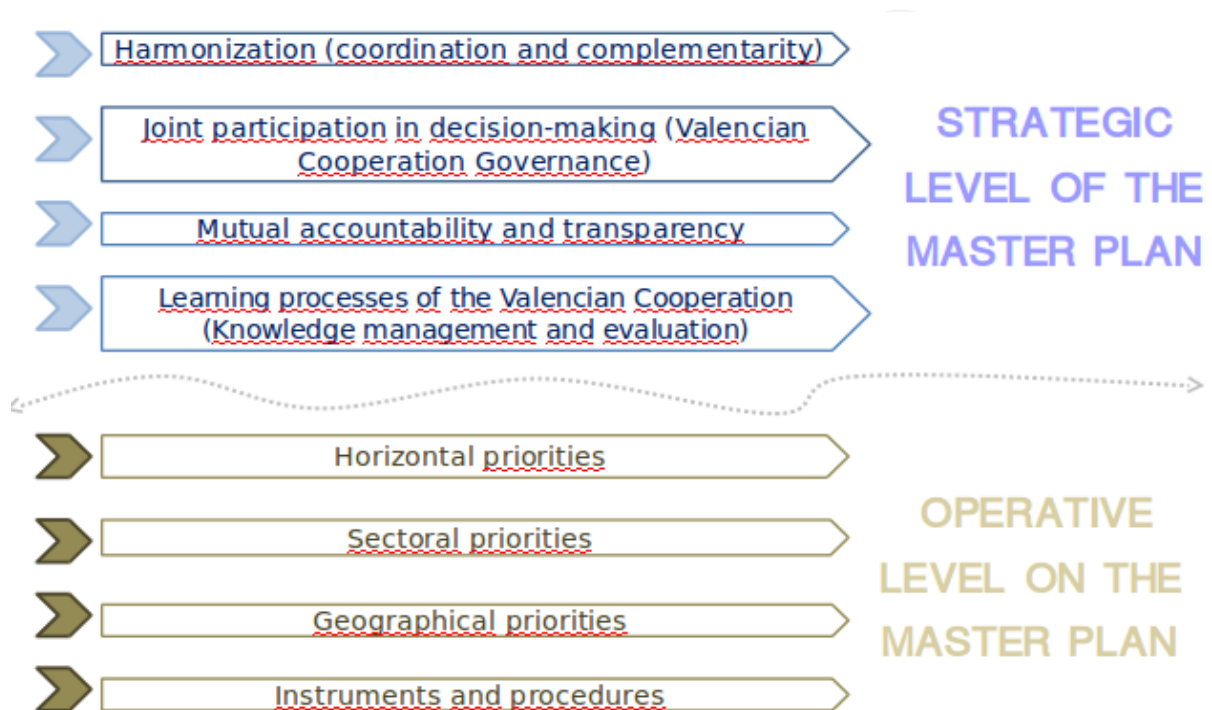 Harmonization (coordination and complementarity)
Joint participation in decision-making (Valencian
Cooperation Governance)
Mutual accountability and transparency
Learning processes of the Valencian Cooperation
(Knowledge management and evaluation)
STRATEGIC
LEVEL OF THE
MASTER PLAN
Horizontal priorities
Sectoral priorities
Geographical priorities
Instruments and procedures
OPERATIVE
LEVEL ON THE
MASTER PLAN